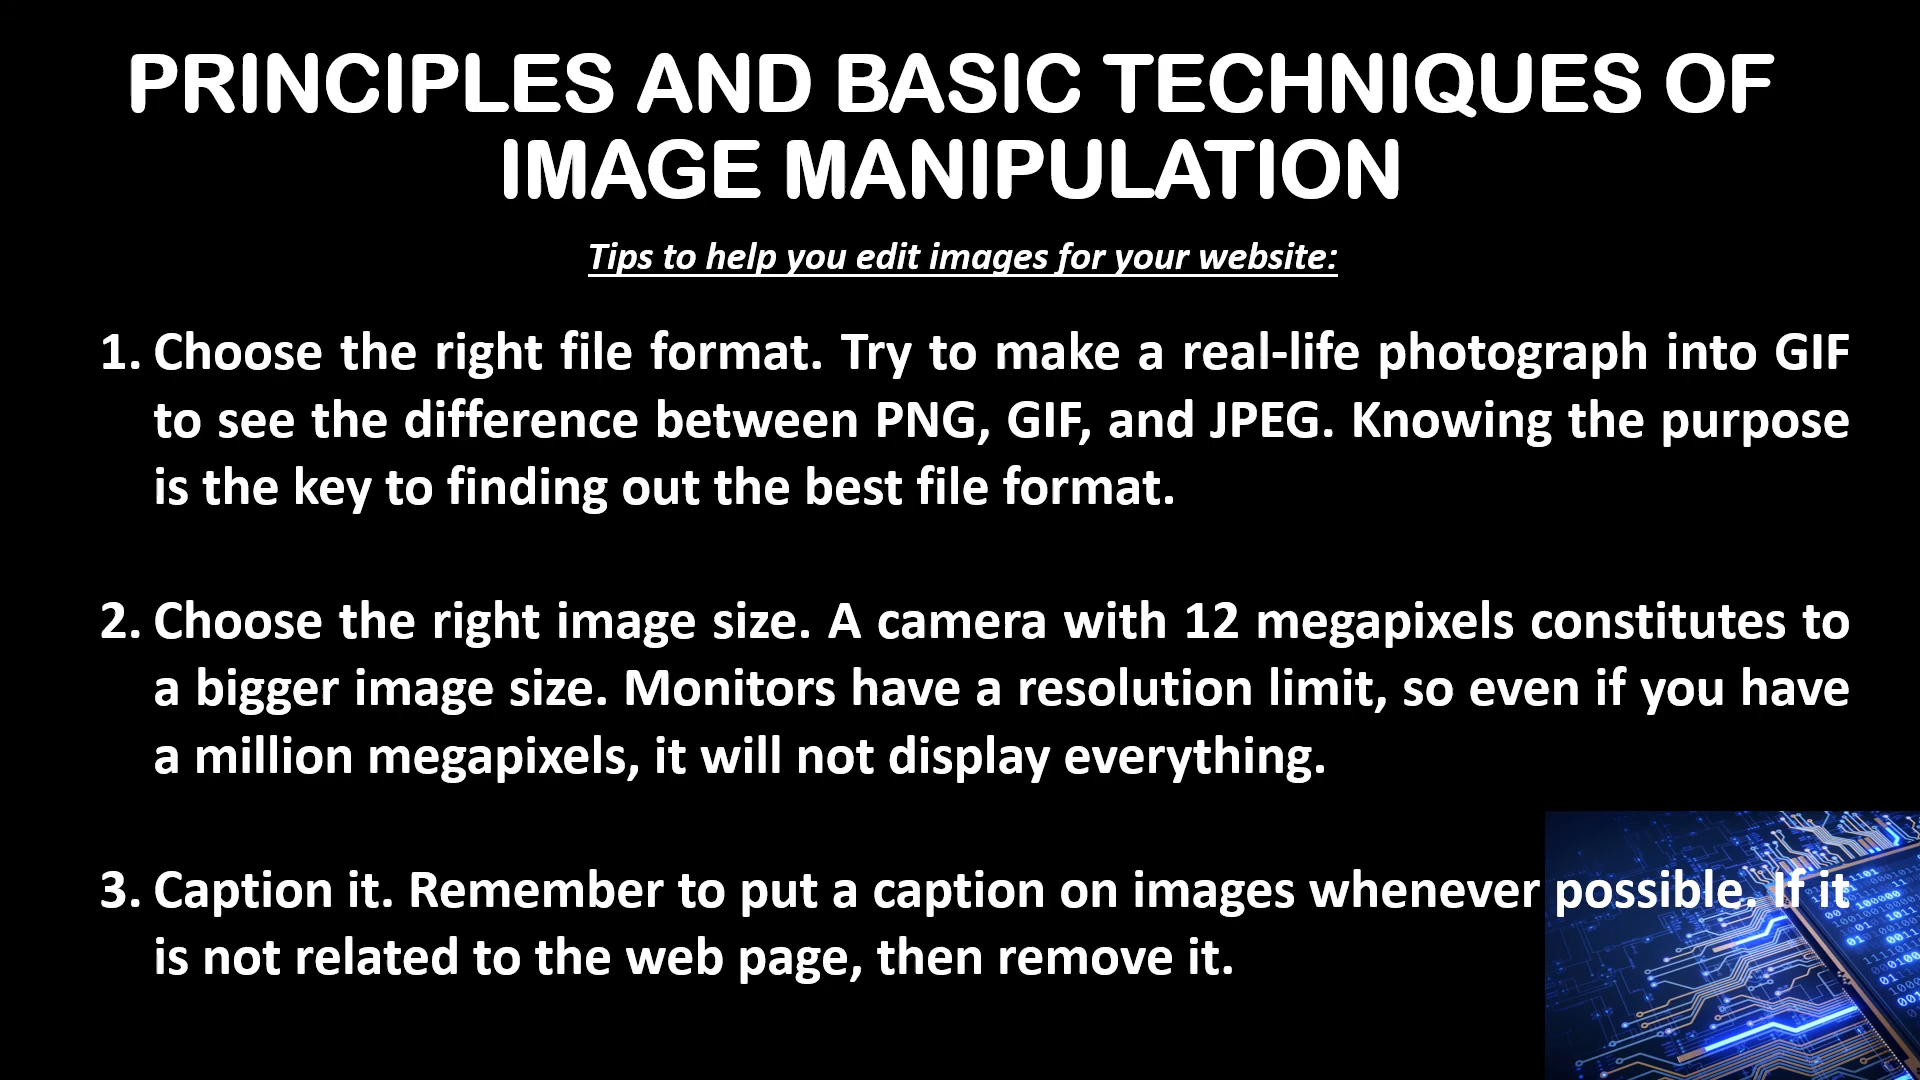 PRINCIPLES AND BASIC TECHNIQUES OF
IMAGE MANIPULATION
Tips to help you edit images for your website:
1. Choose the right file format. Try to make a real-life photograph into GIF
to see the difference between PNG, GIF, and JPEG. Knowing the purpose
is the key to finding out the best file format.
2. Choose the right image size. A camera with 12 megapixels constitutes to
a bigger image size. Monitors have a resolution limit, so even if you have
a million megapixels, it will not display everything.
3. Caption it. Remember to put a caption on images whenever possible. If it
is not related to the web page, then remove it.